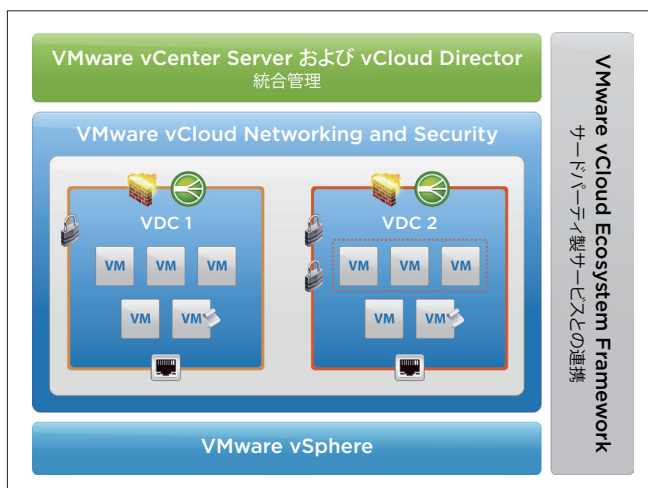 VMware vCenter Server および vCloud Director
統合管理
VMware vCloud Networking and Security
VDC 1
VM VM VM
VM VM
VDC 2
VM VM VM
VM VM
VMware vSphere
VMware vCloud Ecosystem Framework
サードパーティ製サービスとの連携